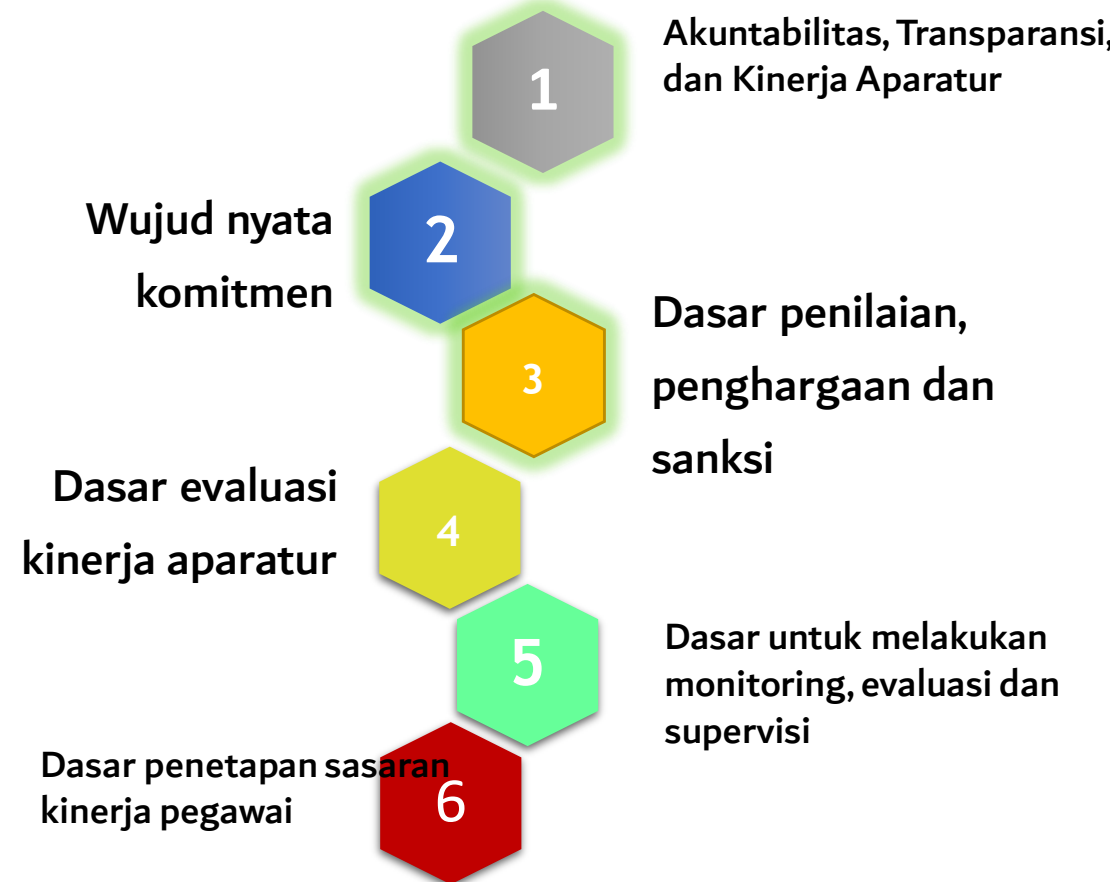 1
Akuntabilitas, Transparansi,
dan Kinerja Aparatur
2
Wujud nyata
komitmen
3
Dasar penilaian,
penghargaan dan
sanksi
4
Dasar evaluasi
kinerja aparatur
5
Dasar untuk melakukan
monitoring, evaluasi dan
supervisi
6
Dasar penetapan sasaran
kinerja pegawai